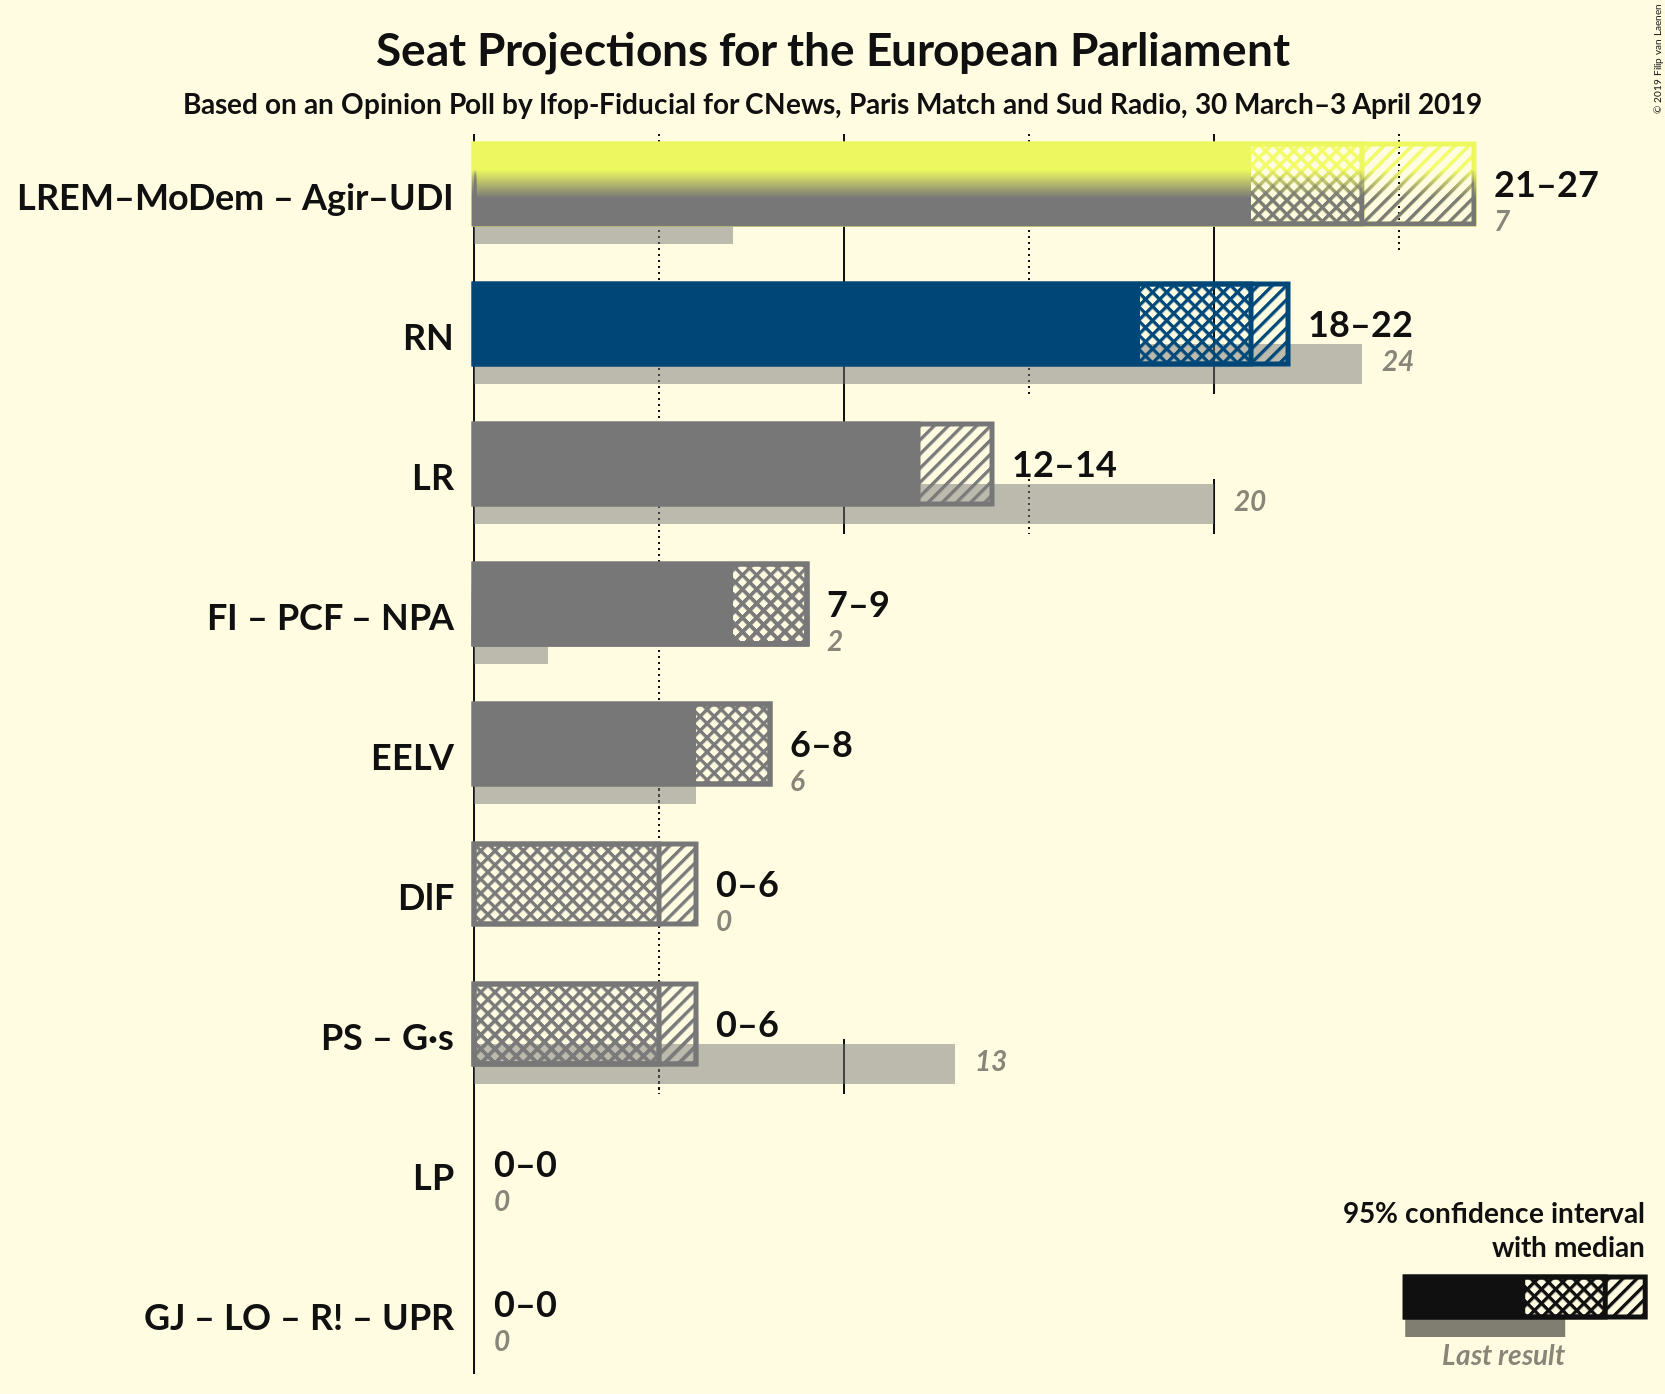 Seat Projections for the European Parliament
Based on an Opinion Poll by Ifop-Fiducial for CNews, Paris Match and Sud Radio, 30 March–3 April 2019
© 2019 Filip van Laenen
LREM–MoDem – Agir–UDI
21–27
7
RN
18–22
24
LR
12–14
20
FI – PCF – NPA
7–9
2
EELV
6–8
6
DlF
0–6
0
PS – G·s
0–6
13
LP
0–0
0
GJ – LO – R! – UPR
0–0
0
95% confidence interval
with median
Last result